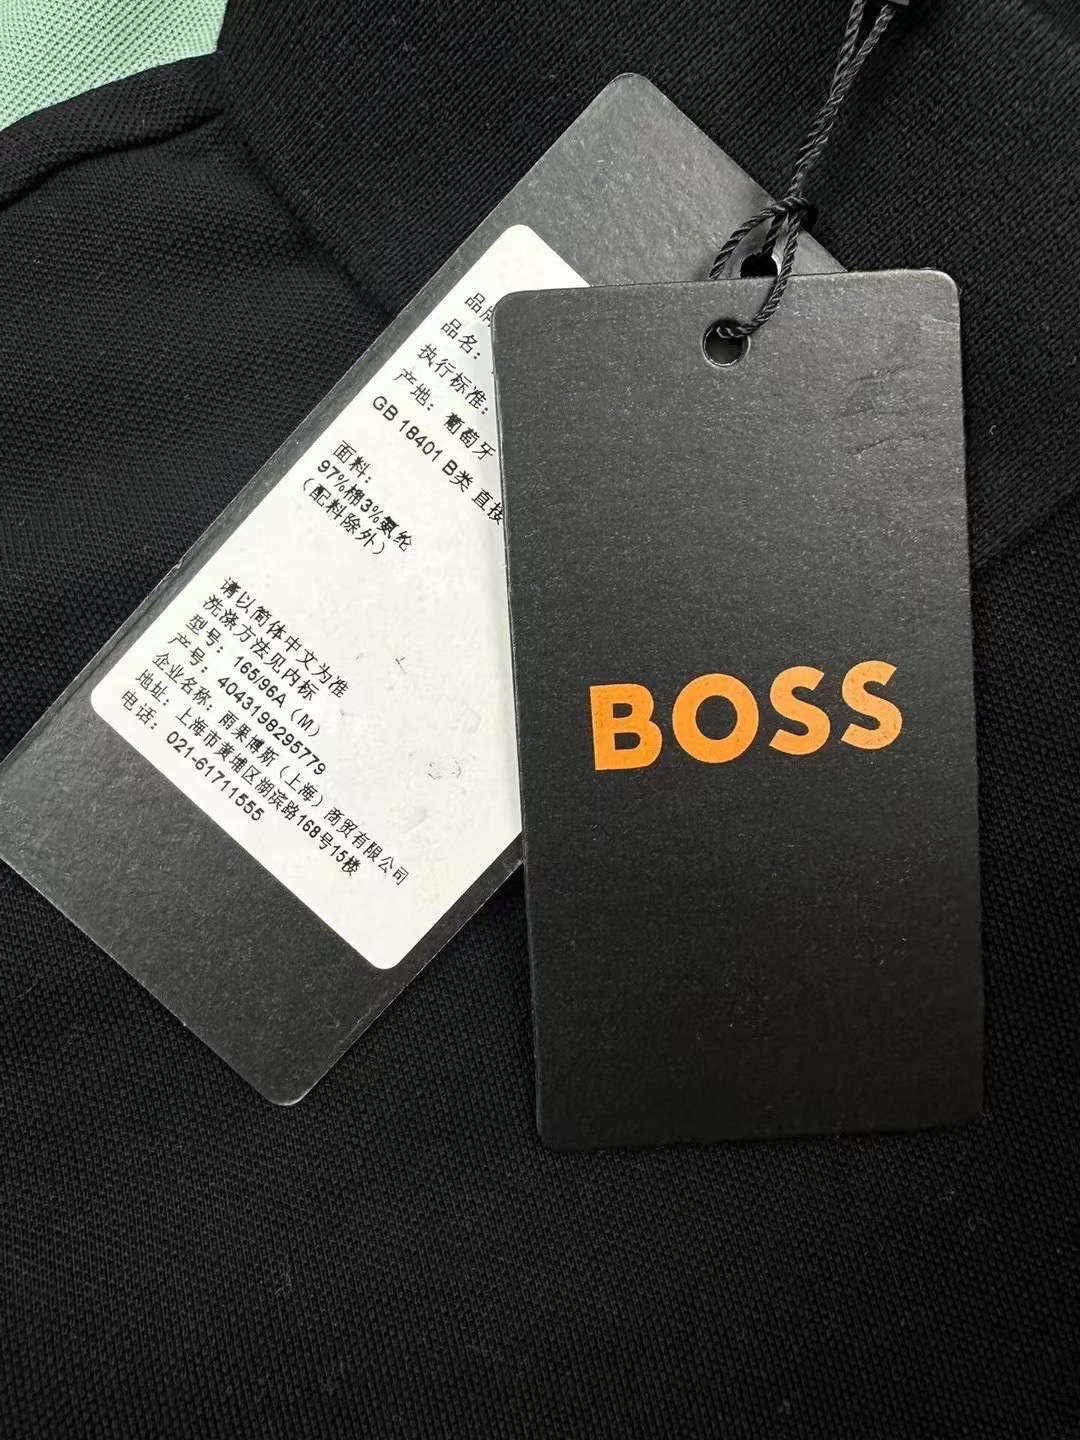 品牌
品名：
执行标准：
产地：葡萄牙
GB 18401 B类 直接
面料：
97%棉3%氨纶
（配料除外）
请以简体中文为准
洗涤方法见内标
型号：165/96A（M）
产号：4043198295779
企业名称：雨果博斯（上海）商贸有限公司
地址：上海市黄埔区湖滨路168号15楼
电话：021-61711555
BOSS